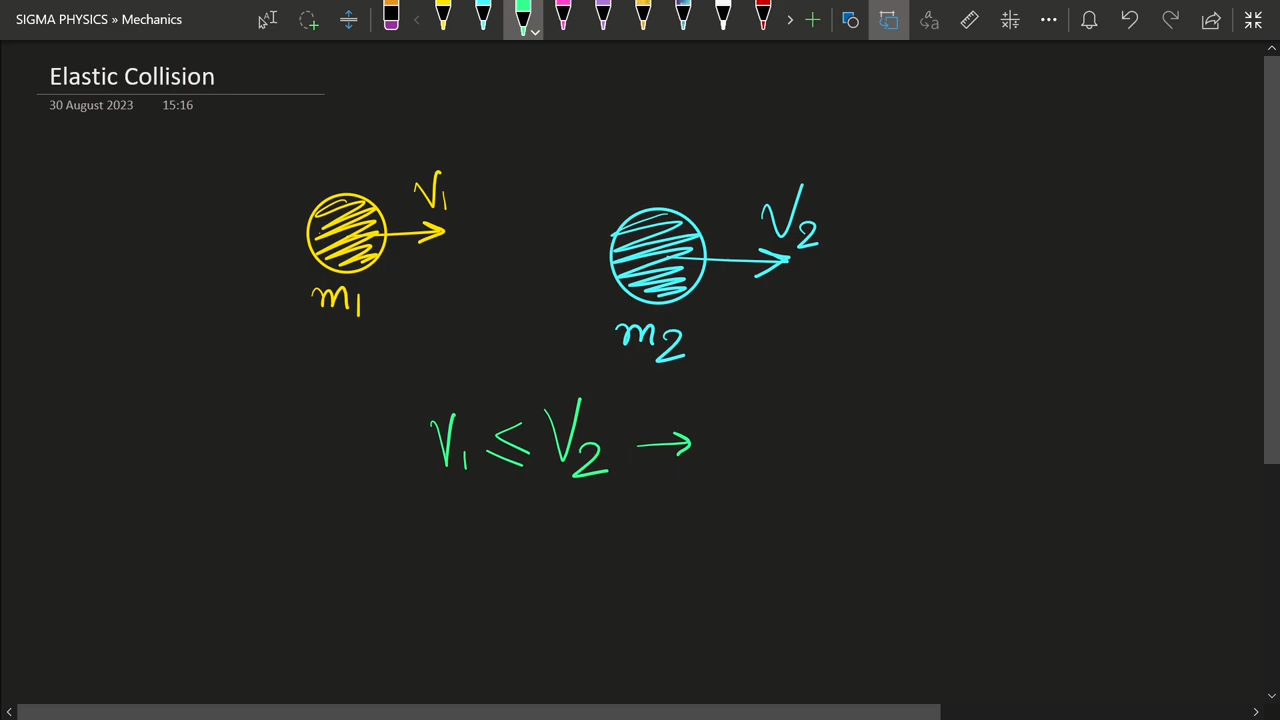 SIGMA PHYSICS » Mechanics
Elastic Collision
30 August 2023 15:16
V1
V2
m1
m2
V1 ≤ V2 →